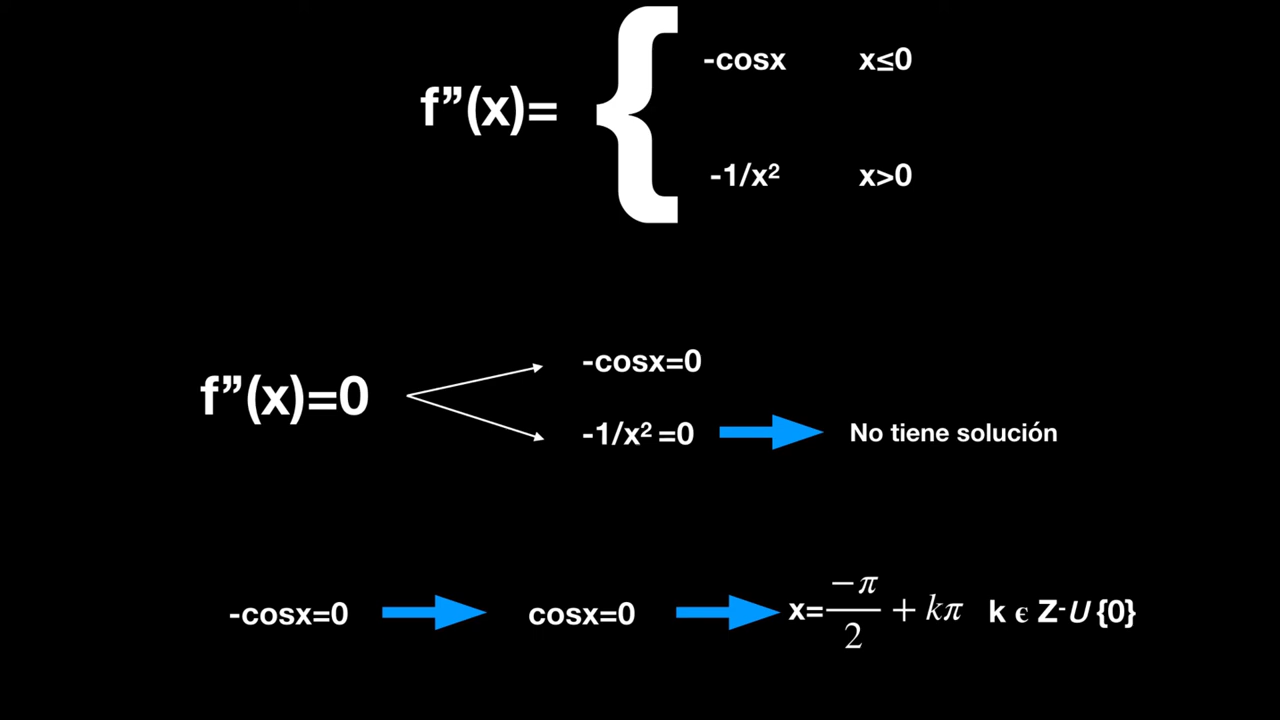 -cosx x≤0
f”(x)= {
-1/x² x>0
-cosx=0
f”(x)=0
-1/x² =0 No tiene solución
-cosx=0 cosx=0 x=-π/2 + kπ k ϵ Z⁻U{0}